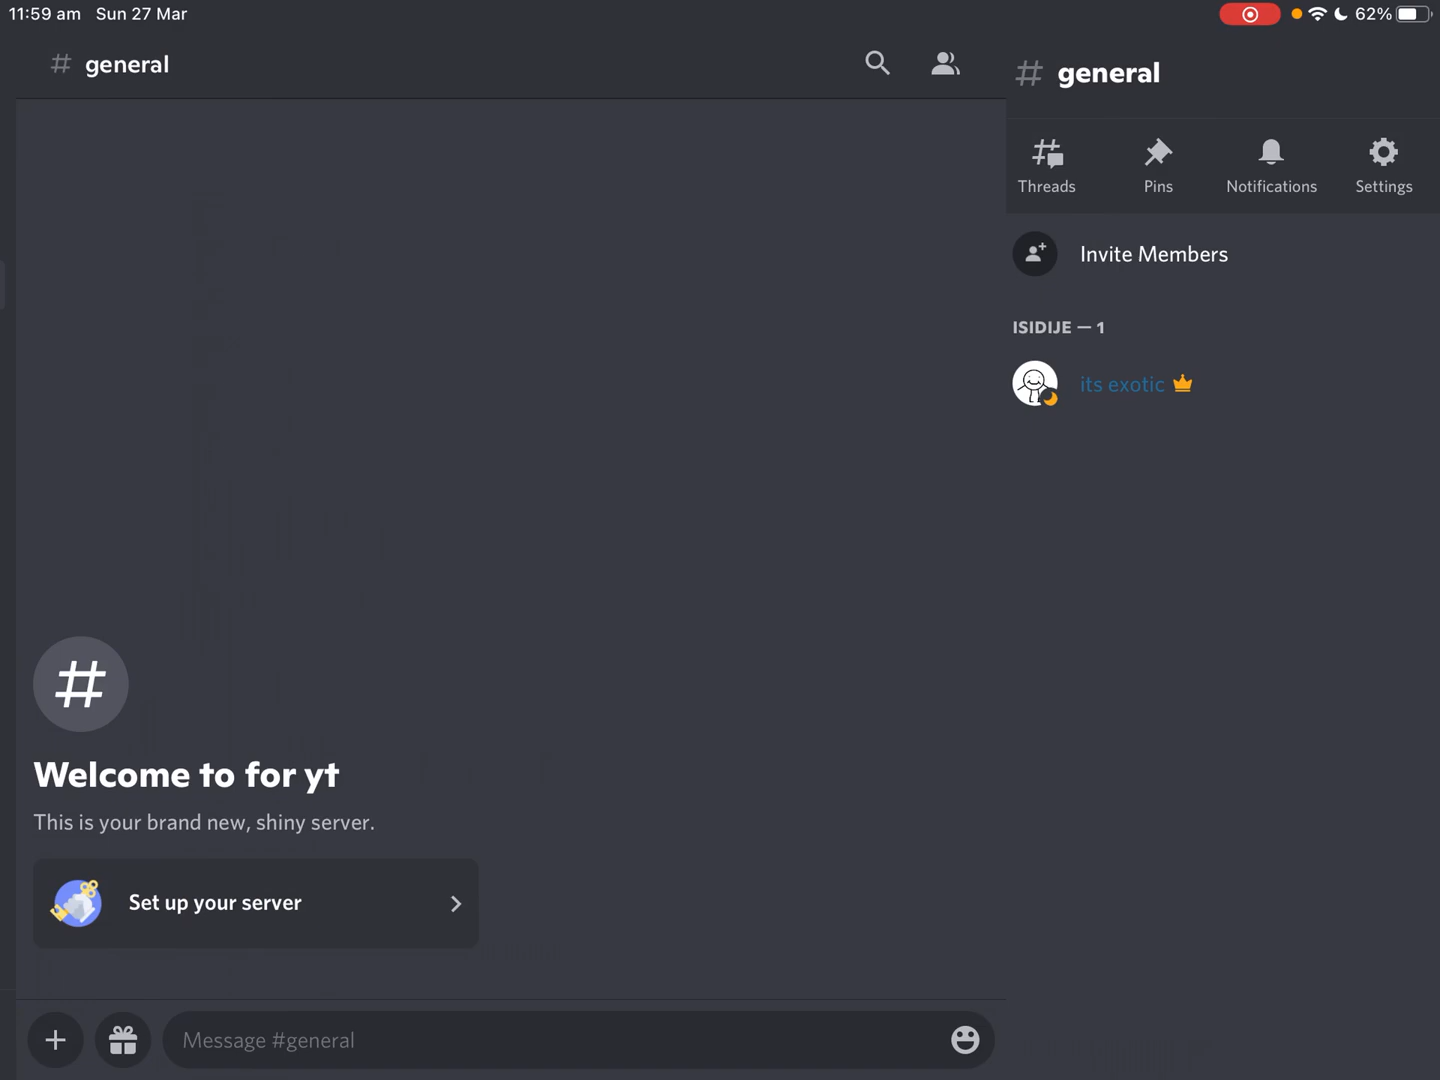 11:59 am Sun 27 Mar
62%
# general
# general
Threads
Pins
Notifications
Settings
Invite Members
ISIDIJE — 1
its exotic
Welcome to for yt
This is your brand new, shiny server.
Set up your server
Message #general